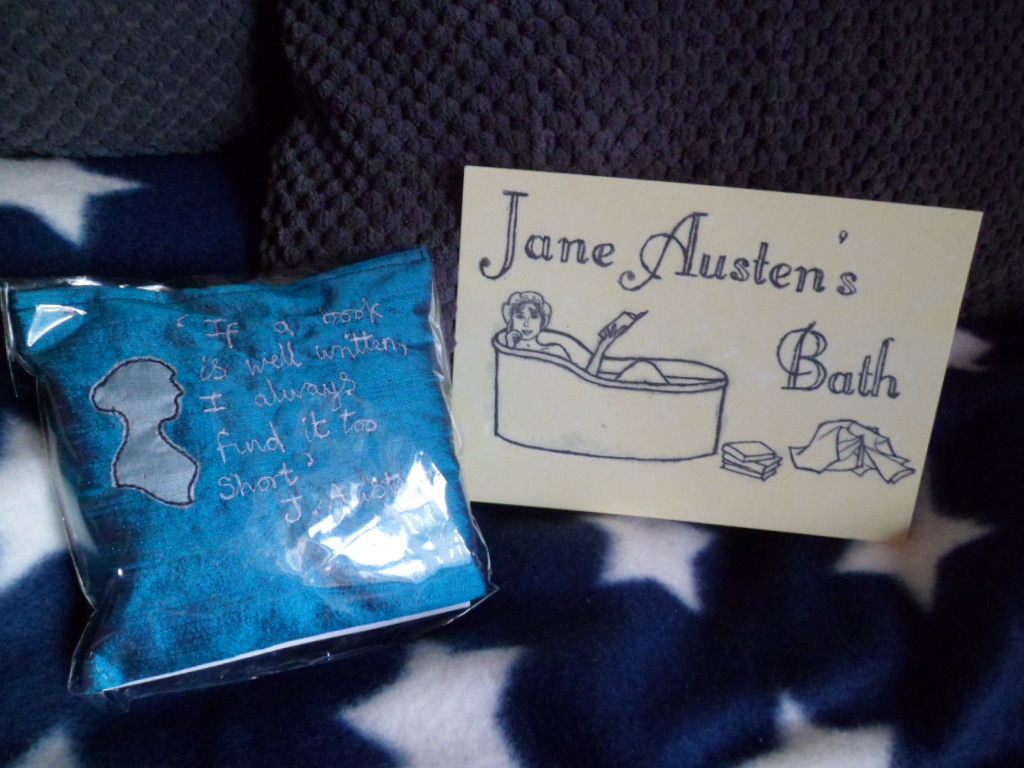 ' If a book
is well written,
I always
find it too
short '
J. Austen
Jane Austen's
Bath